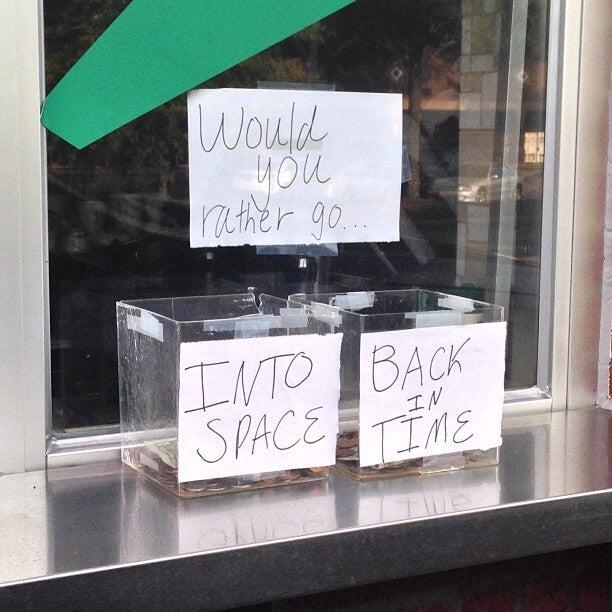 Would
you
rather go...
INTO
SPACE
BACK
IN
TIME